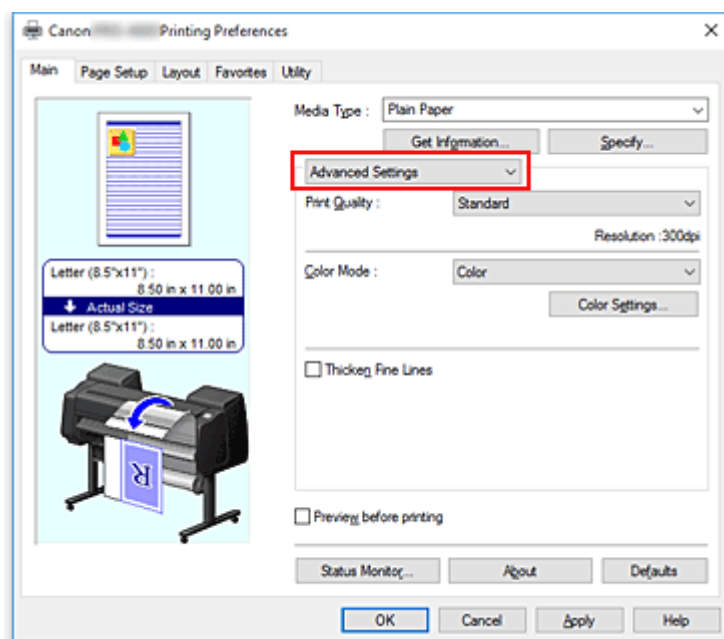 Canon Printing Preferences
Main Page Setup Layout Favorites Utility
Media Type : Plain Paper
Get Information... Specify...
Advanced Settings
Print Quality : Standard
Resolution :300dpi
Letter (8.5"x11") :
8.50 in x 11.00 in
Actual Size
Letter (8.5"x11") :
8.50 in x 11.00 in
Color Mode : Color
Color Settings...
Thicken Fine Lines
R
Preview before printing
Status Monitor... About Defaults
OK Cancel Apply Help